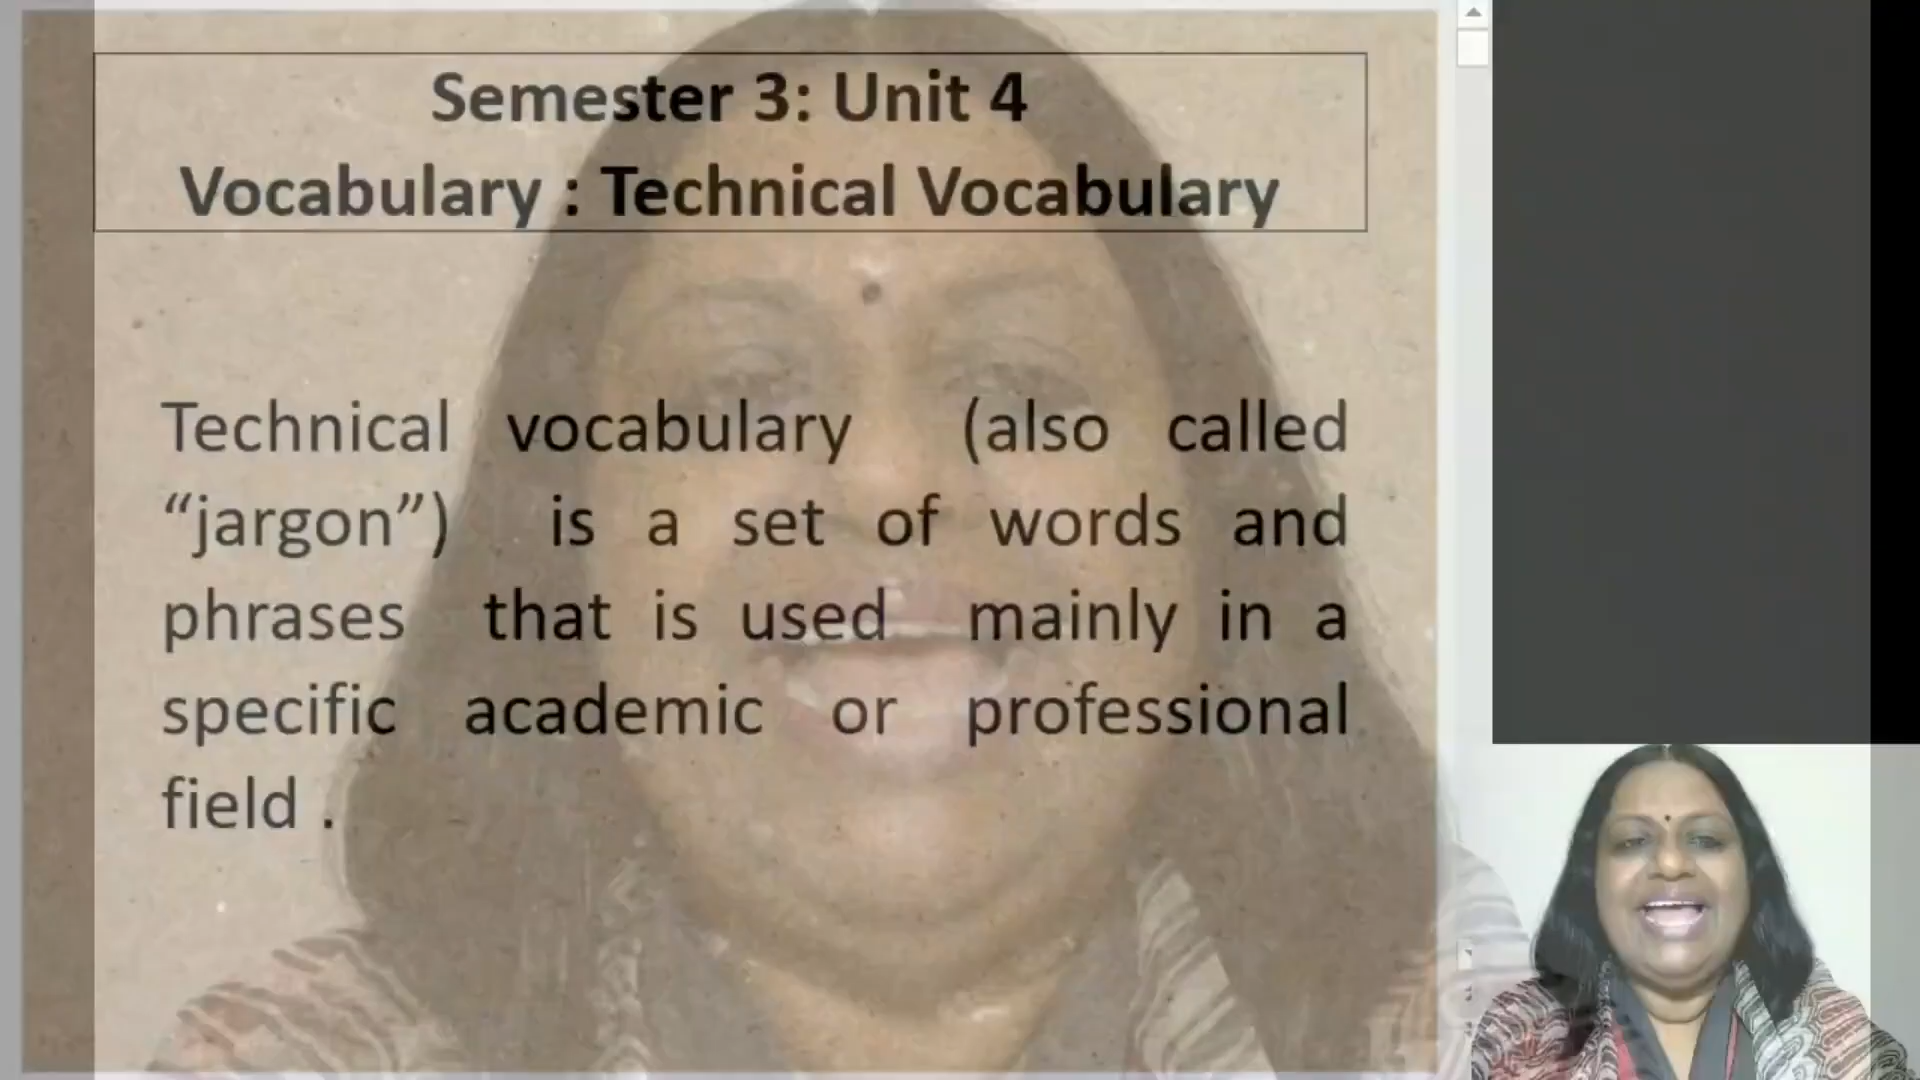 Semester 3: Unit 4
Vocabulary : Technical Vocabulary
Technical vocabulary (also called
“jargon”) is a set of words and
phrases that is used mainly in a
specific academic or professional
field .